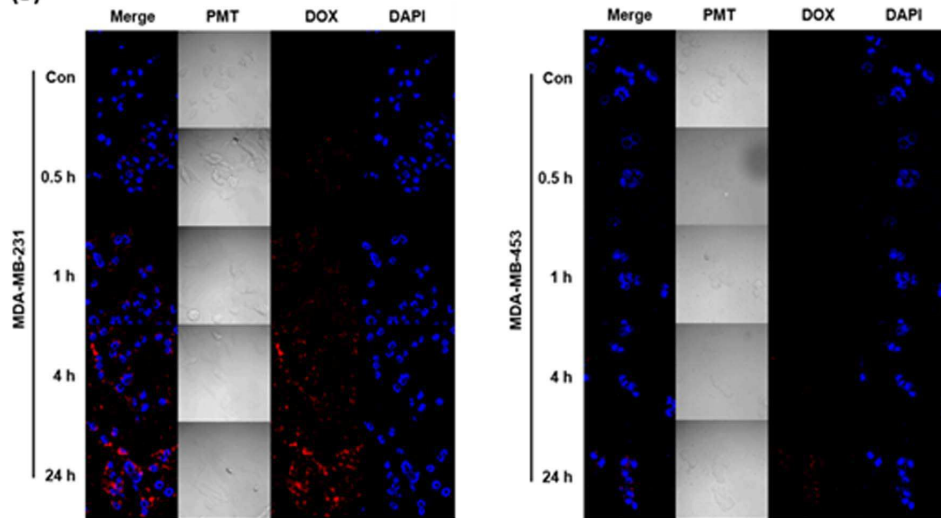 Merge PMT DOX DAPI
Con
0.5 h
1 h
4 h
24 h
MDA-MB-231
Merge PMT DOX DAPI
Con
0.5 h
1 h
4 h
24 h
MDA-MB-453